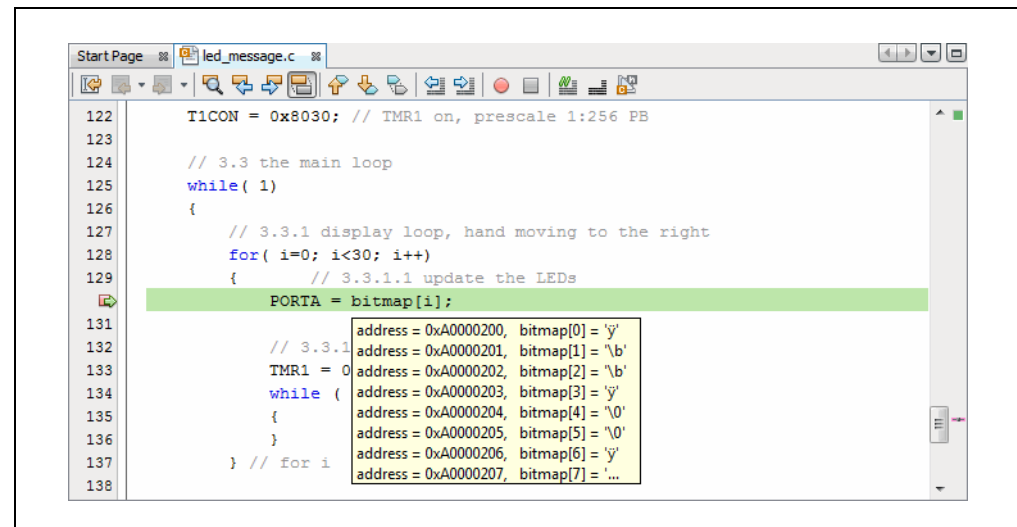 Start Page led_message.c
122 T1CON = 0x8030; // TMR1 on, prescale 1:256 PB
123
124 // 3.3 the main loop
125 while( 1)
126 {
127 // 3.3.1 display loop, hand moving to the right
128 for( i=0; i<30; i++)
129 { // 3.3.1.1 update the LEDs
PORTA = bitmap[i];
131
address = 0xA0000200, bitmap[0] = 'ÿ'
132 // 3.3.1
address = 0xA0000201, bitmap[1] = '\b'
133 TMR1 = 0
address = 0xA0000202, bitmap[2] = '\b'
134 while (
address = 0xA0000203, bitmap[3] = 'ÿ'
135 {
address = 0xA0000204, bitmap[4] = '\0'
136 }
address = 0xA0000205, bitmap[5] = '\0'
137 } // for i
address = 0xA0000206, bitmap[6] = 'ÿ'
138
address = 0xA0000207, bitmap[7] = '...